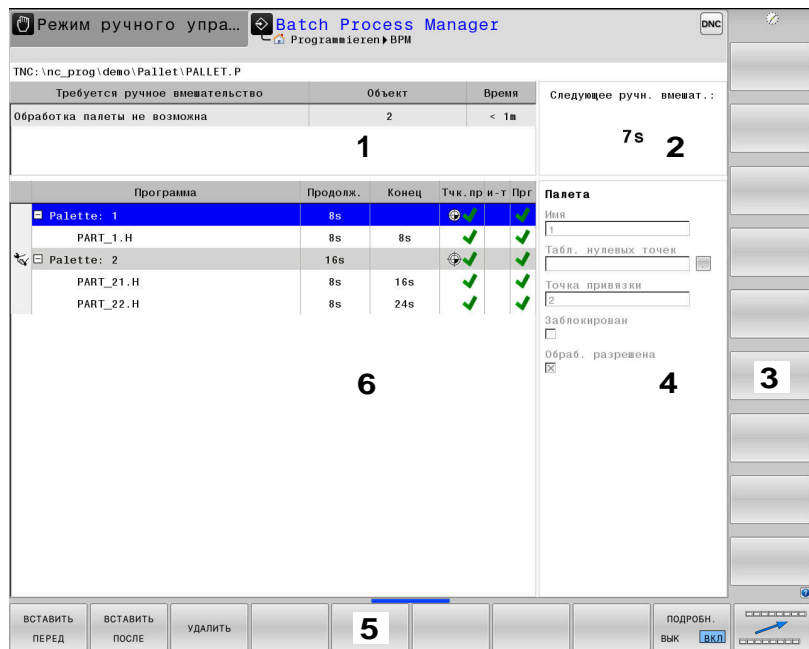 Режим ручного упра… Batch Process Manager DNC
Programmieren BPM
TNC:\nc_prog\demo\Pallet\PALLET.P
Требуется ручное вмешательство Объект Время
Обработка палеты не возможна 2 < 1m
1
Следующее ручн. вмешат.:
7s
2
Программа Продолж. Конец Тчк.пр и-т Прг
Palette: 1 8s
PART_1.H 8s 8s
Palette: 2 16s
PART_21.H 8s 16s
PART_22.H 8s 24s
6
Палета
Имя
1
Табл. нулевых точек
Точка привязки
2
Заблокирован
Обраб. разрешена
4
3
ВСТАВИТЬ ПЕРЕД
ВСТАВИТЬ ПОСЛЕ
УДАЛИТЬ
5
ПОДРОБН.
ВЫК ВКЛ